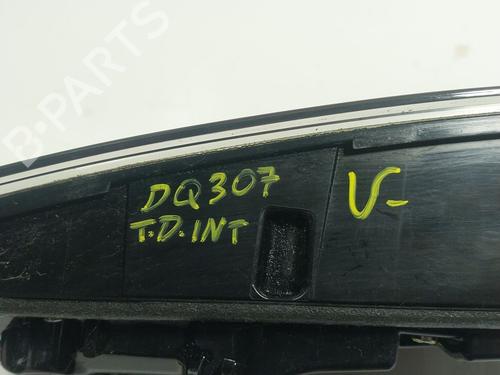 B-PARTS
DQ307
T.D.INT
V-